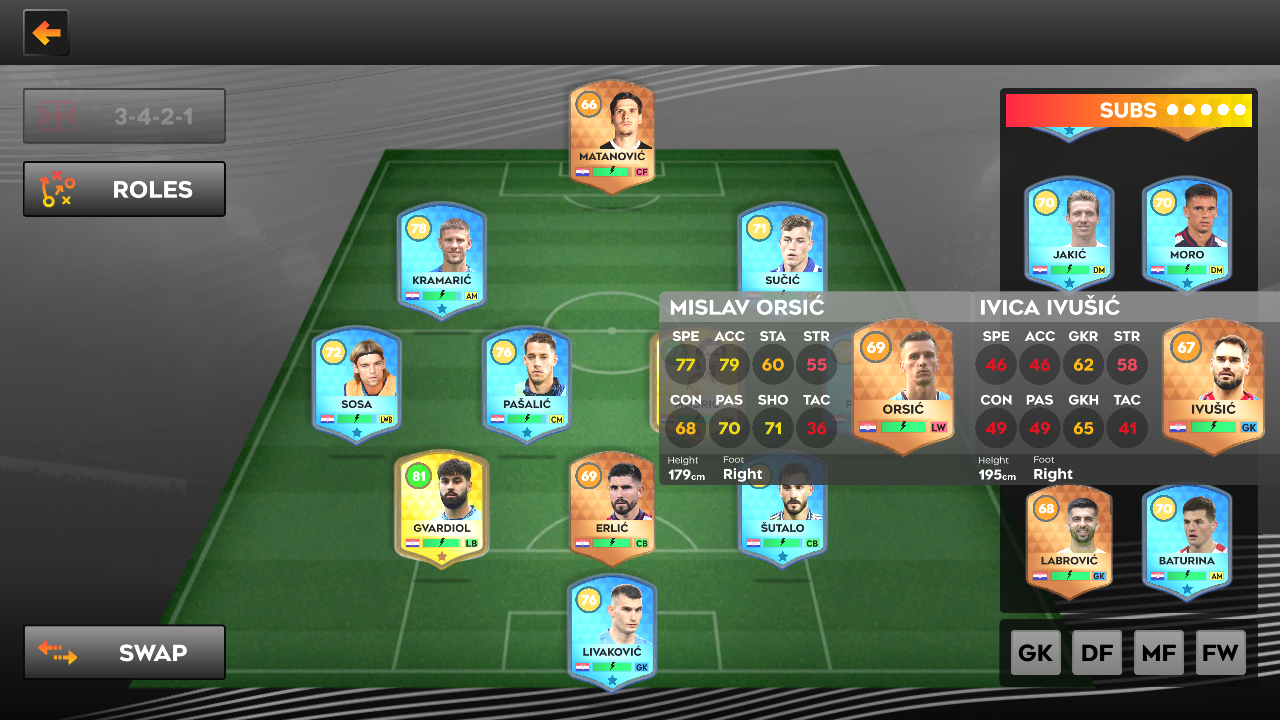 3-4-2-1
ROLES
66
MATANOVIĆ
CF
78
KRAMARIĆ
AM
71
SUČIĆ
72
SOSA
LWB
76
PAŠALIĆ
CM
81
GVARDIOL
LB
69
ERLIĆ
CB
ŠUTALO
CB
76
LIVAKOVIĆ
GK
SWAP
SUBS
70
JAKIĆ
DM
70
MORO
DM
MISLAV ORSIĆ
SPE ACC STA STR
77 79 60 55
CON PAS SHO TAC
68 70 71 36
Height Foot
179cm Right
69
ORSIĆ
LW
IVICA IVUŠIĆ
SPE ACC GKR STR
46 46 62 58
CON PAS GKH TAC
49 49 65 41
Height Foot
195cm Right
67
IVUŠIĆ
GK
68
LABROVIĆ
GK
70
BATURINA
AM
GK DF MF FW